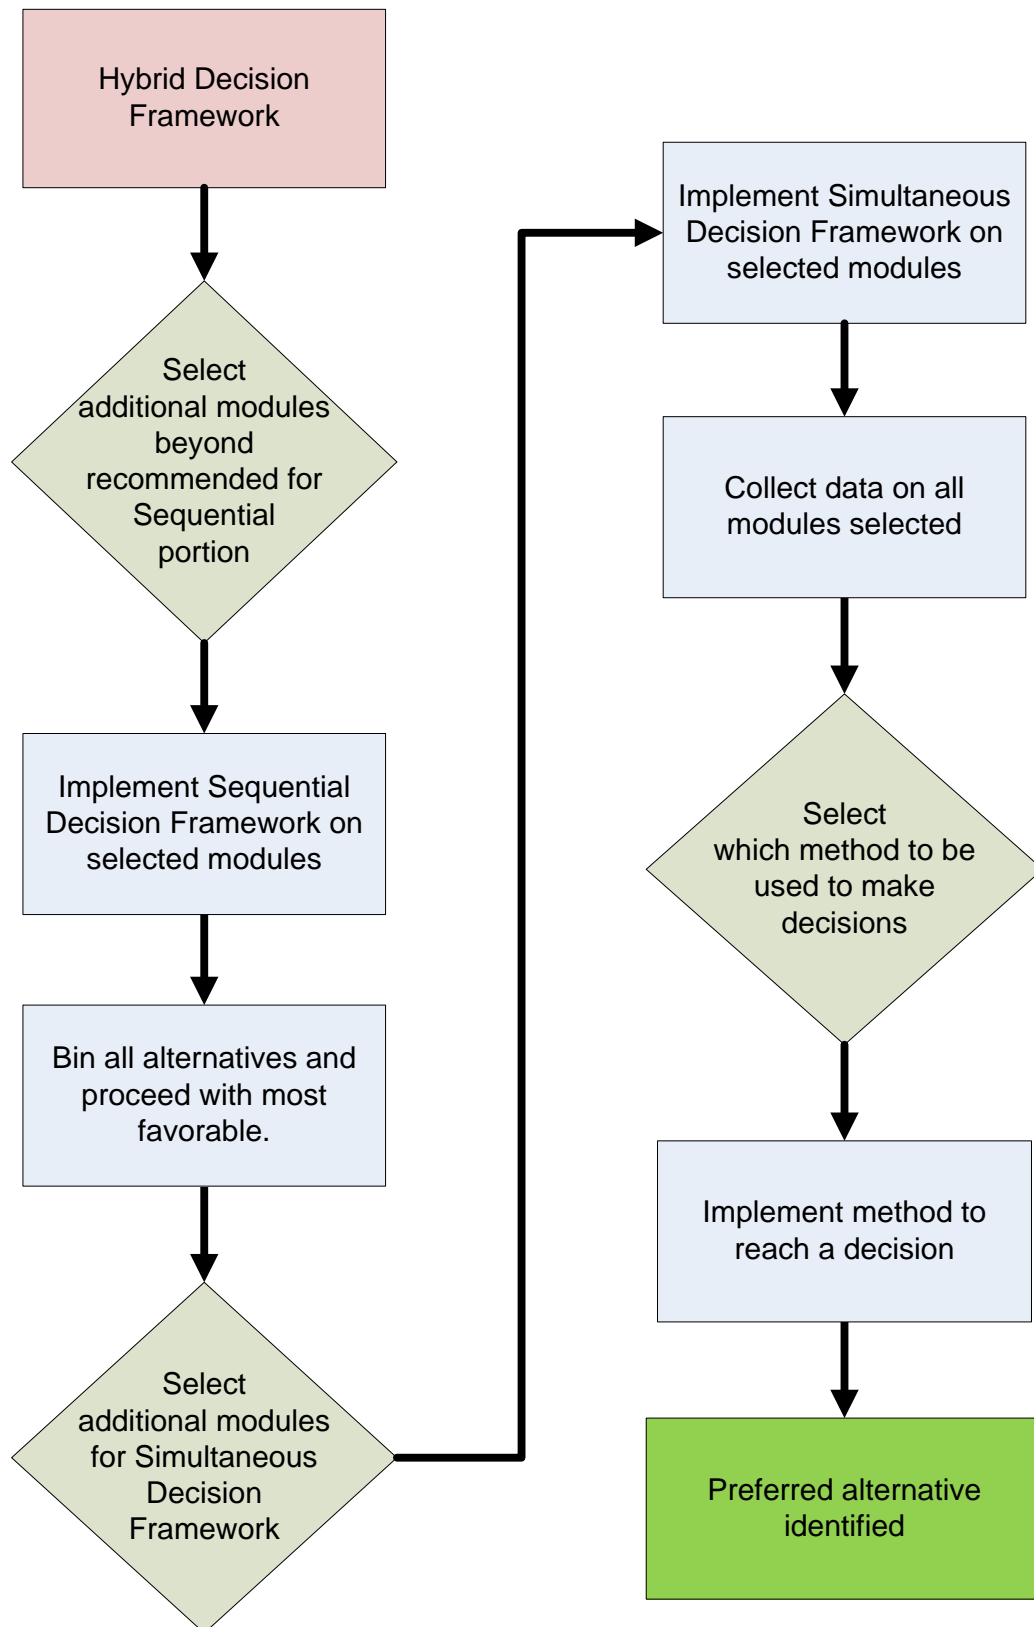 Hybrid Decision
Framework
Select
additional modules
beyond
recommended for
Sequential
portion
Implement Sequential
Decision Framework on
selected modules
Bin all alternatives and
proceed with most
favorable.
Select
additional modules
for Simultaneous
Decision
Framework
Implement Simultaneous
Decision Framework on
selected modules
Collect data on all
modules selected
Select
which method to be
used to make
decisions
Implement method to
reach a decision
Preferred alternative
identified